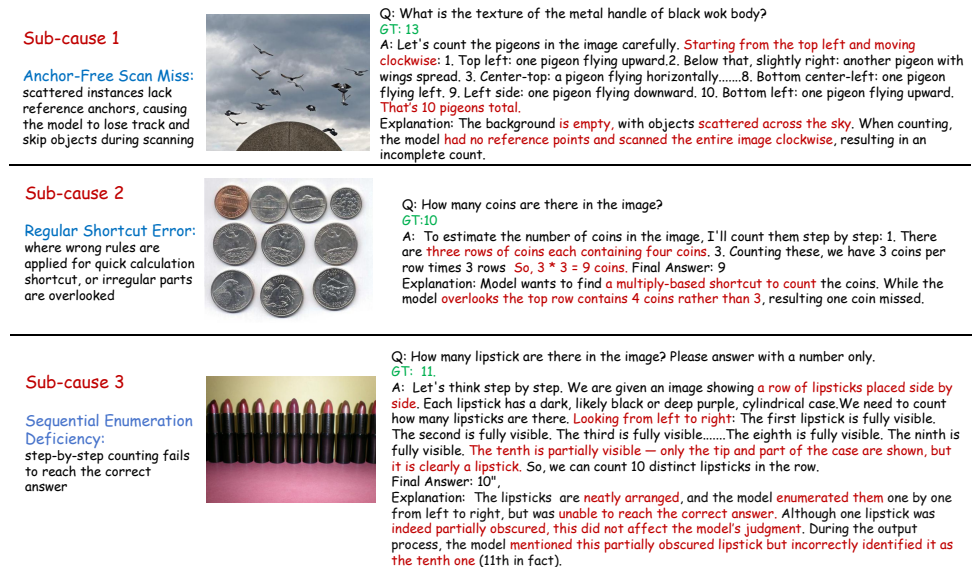 Sub-cause 1
Anchor-Free Scan Miss:
scattered instances lack
reference anchors, causing
the model to lose track and
skip objects during scanning
Q: What is the texture of the metal handle of black wok body?
GT: 13
A: Let's count the pigeons in the image carefully. Starting from the top left and moving
clockwise: 1. Top left: one pigeon flying upward.2. Below that, slightly right: another pigeon with
wings spread. 3. Center-top: a pigeon flying horizontally.......8. Bottom center-left: one pigeon
flying left. 9. Left side: one pigeon flying downward. 10. Bottom left: one pigeon flying upward.
That's 10 pigeons total.
Explanation: The background is empty, with objects scattered across the sky. When counting,
the model had no reference points and scanned the entire image clockwise, resulting in an
incomplete count.
Sub-cause 2
Regular Shortcut Error:
where wrong rules are
applied for quick calculation
shortcut, or irregular parts
are overlooked
Q: How many coins are there in the image?
GT:10
A: To estimate the number of coins in the image, I'll count them step by step: 1. There
are three rows of coins each containing four coins. 3. Counting these, we have 3 coins per
row times 3 rows So, 3 * 3 = 9 coins. Final Answer: 9
Explanation: Model wants to find a multiply-based shortcut to count the coins. While the
model overlooks the top row contains 4 coins rather than 3, resulting one coin missed.
Sub-cause 3
Sequential Enumeration
Deficiency:
step-by-step counting fails
to reach the correct
answer
Q: How many lipstick are there in the image? Please answer with a number only.
GT: 11.
A: Let's think step by step. We are given an image showing a row of lipsticks placed side by
side. Each lipstick has a dark, likely black or deep purple, cylindrical case.We need to count
how many lipsticks are there. Looking from left to right: The first lipstick is fully visible.
The second is fully visible. The third is fully visible.......The eighth is fully visible. The ninth is
fully visible. The tenth is partially visible — only the tip and part of the case are shown, but
it is clearly a lipstick. So, we can count 10 distinct lipsticks in the row.
Final Answer: 10",
Explanation: The lipsticks are neatly arranged, and the model enumerated them one by one
from left to right, but was unable to reach the correct answer. Although one lipstick was
indeed partially obscured, this did not affect the model's judgment. During the output
process, the model mentioned this partially obscured lipstick but incorrectly identified it as
the tenth one (11th in fact).